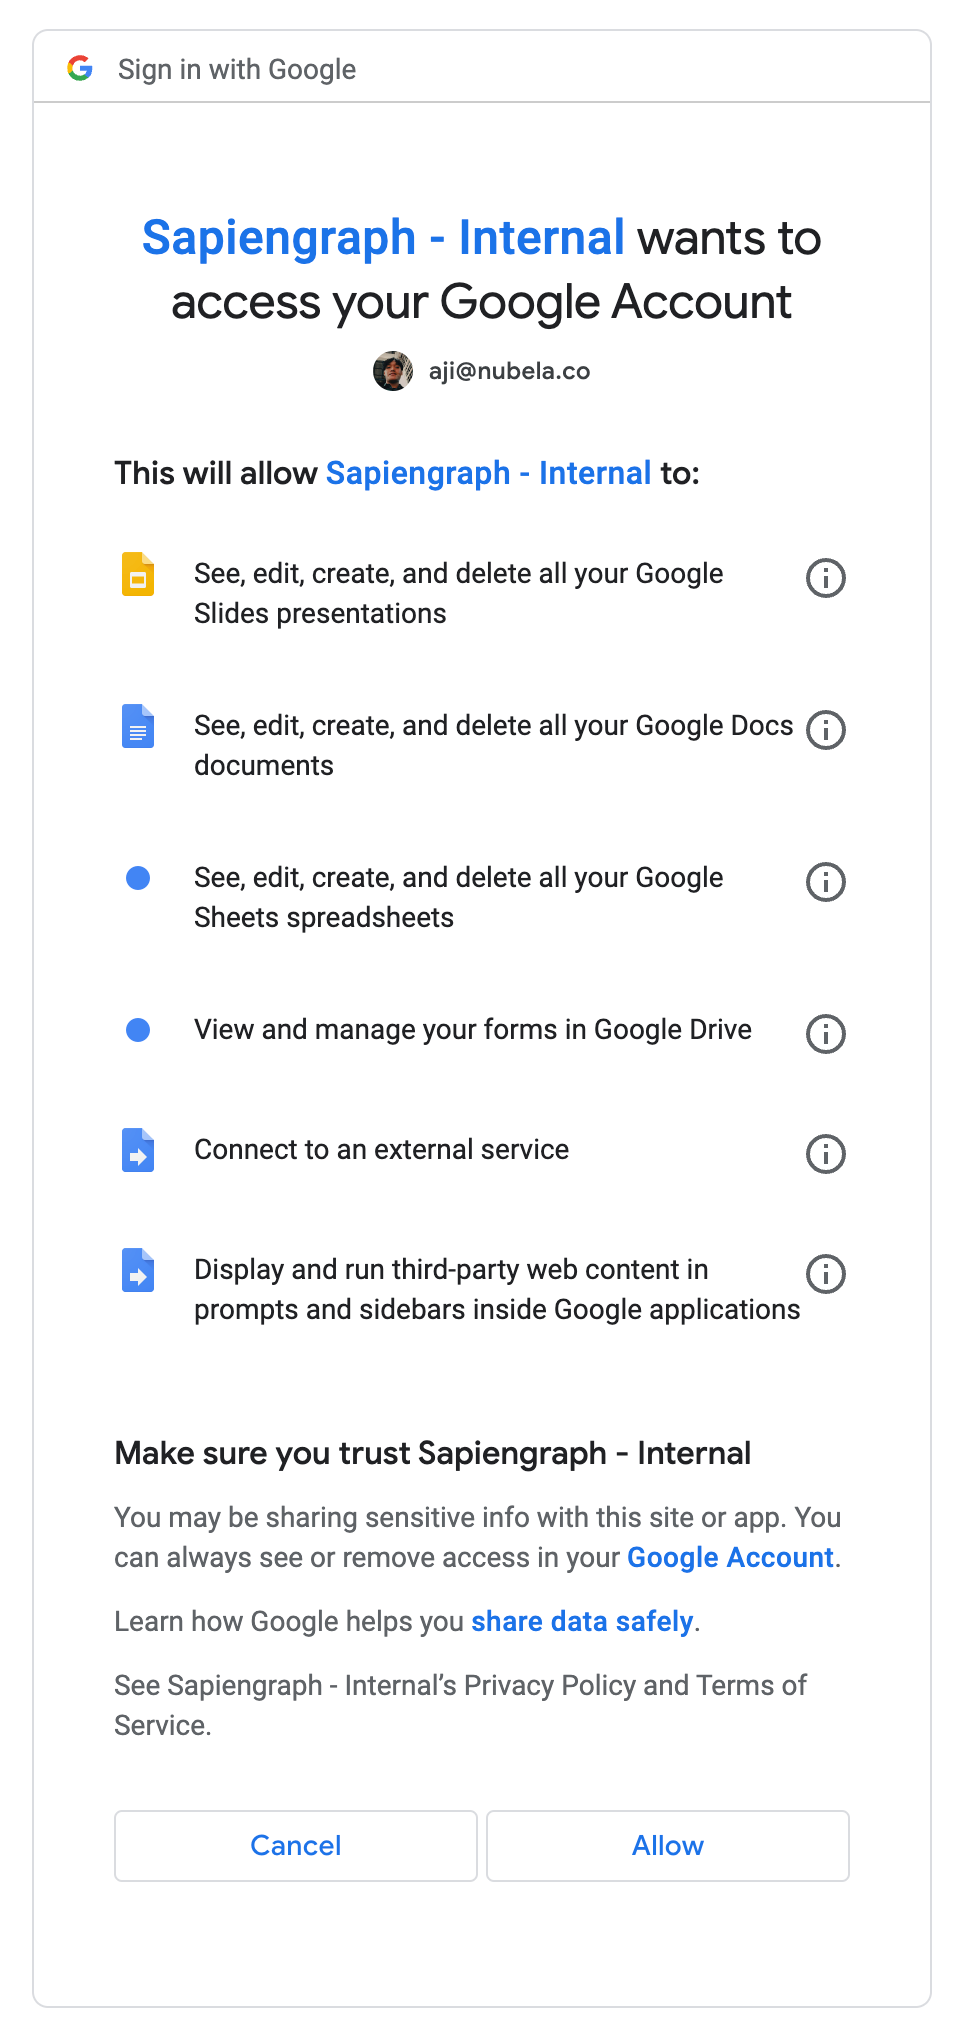 Sign in with Google
Sapiengraph - Internal wants to
access your Google Account
aji@nubela.co
This will allow Sapiengraph - Internal to:
See, edit, create, and delete all your Google
Slides presentations
See, edit, create, and delete all your Google Docs
documents
See, edit, create, and delete all your Google
Sheets spreadsheets
View and manage your forms in Google Drive
Connect to an external service
Display and run third-party web content in
prompts and sidebars inside Google applications
Make sure you trust Sapiengraph - Internal
You may be sharing sensitive info with this site or app. You
can always see or remove access in your Google Account.
Learn how Google helps you share data safely.
See Sapiengraph - Internal’s Privacy Policy and Terms of
Service.
Cancel
Allow